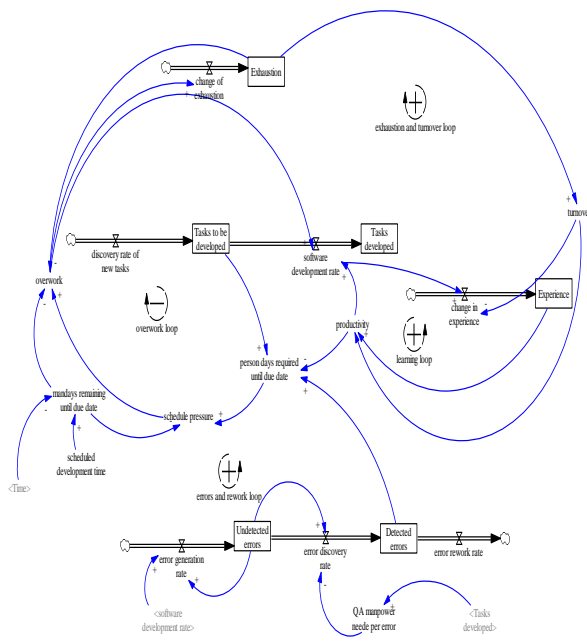 Exhaustion
change of
exhaustion
exhaustion and turnover loop
turnove
Tasks to be
developed
Tasks
developed
discovery rate of
new tasks
software
development rate
overwork
Experience
change in
experience
overwork loop
productivity
learning loop
person days required
until due date
mandays remaining
until due date
schedule pressure
scheduled
development time
<Time>
errors and rework loop
Undetected
errors
Detected
errors
error generation
rate
error discovery
rate
error rework rate
QA manpower
neede per error
<software
development rate>
<Tasks
developed>